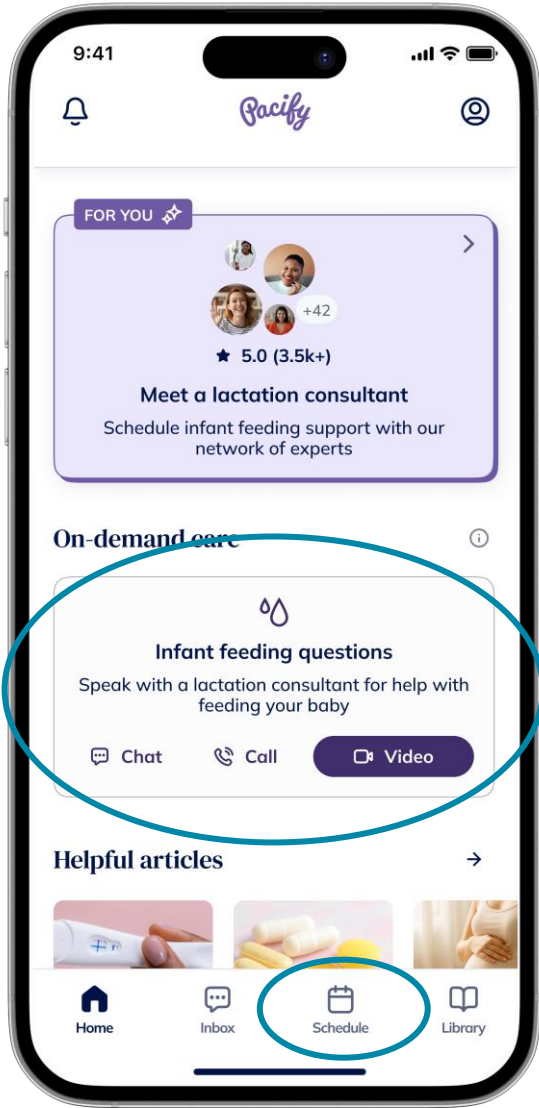 9:41
Pacify
FOR YOU
+42
★ 5.0 (3.5k+)
Meet a lactation consultant
Schedule infant feeding support with our
network of experts
On-demand care
Infant feeding questions
Speak with a lactation consultant for help with
feeding your baby
Chat Call Video
Helpful articles
Home Inbox Schedule Library